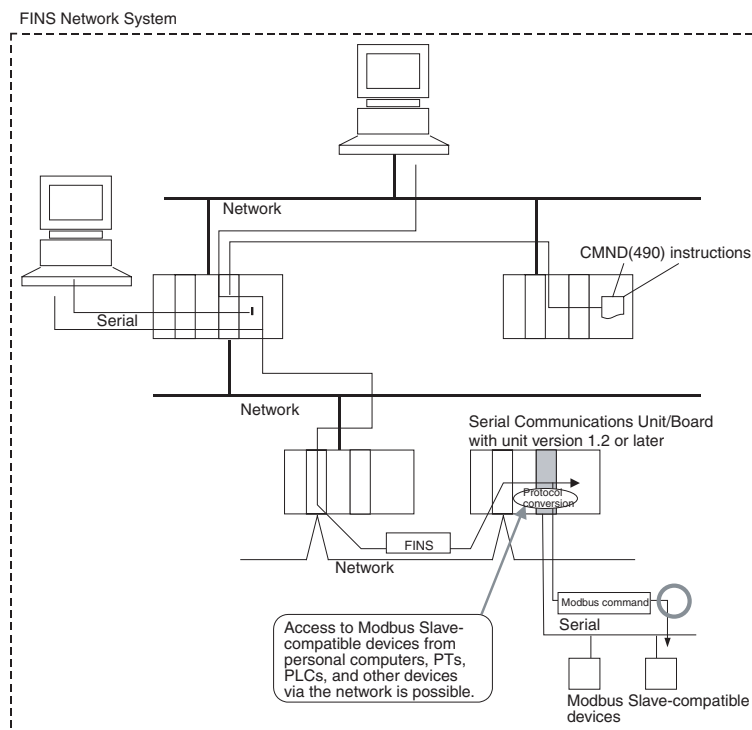 FINS Network System
Network
CMND(490) instructions
Serial
Network
Serial Communications Unit/Board
with unit version 1.2 or later
Protocol
conversion
FINS
Network
Modbus command
Serial
Access to Modbus Slave-
compatible devices from
personal computers, PTs,
PLCs, and other devices
via the network is possible.
Modbus Slave-compatible
devices